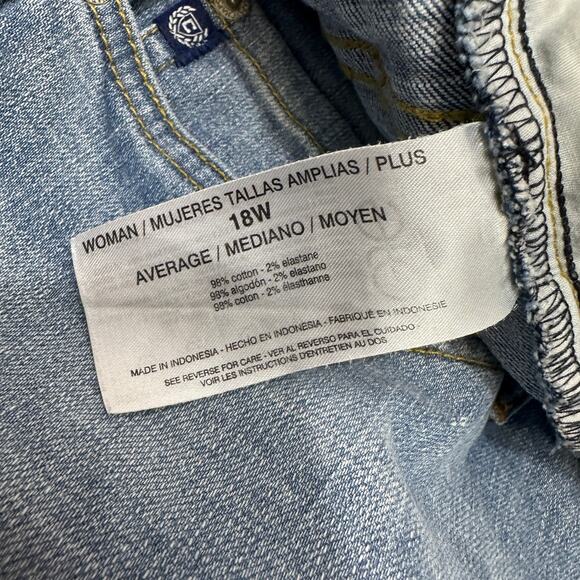 WOMAN / MUJERES TALLAS AMPLIAS / PLUS
18W
AVERAGE / MEDIANO / MOYEN
98% cotton - 2% elastane
98% algodón - 2% elastano
98% coton - 2% élasthanne
MADE IN INDONESIA - HECHO EN INDONESIA - FABRIQUÉ EN INDONESIE
SEE REVERSE FOR CARE - VER AL REVERSO PARA EL CUIDADO -
VOIR LES INSTRUCTIONS D'ENTRETIEN AU DOS